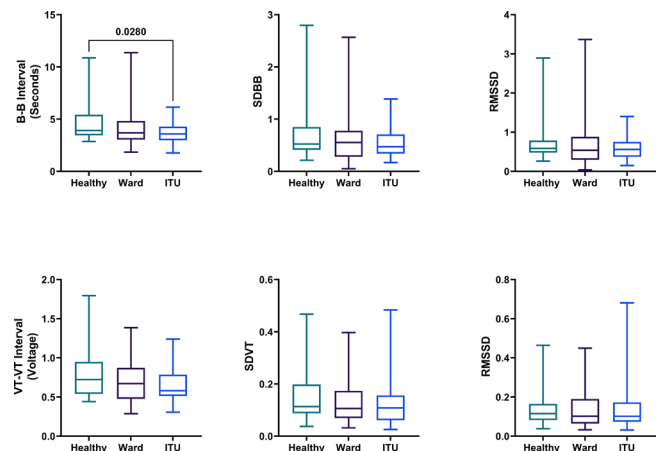 0.0280
B-B Interval
(Seconds)
15
10
5
0
Healthy Ward ITU
SDBB
3
2
1
0
Healthy Ward ITU
RMSSD
4
3
2
1
0
Healthy Ward ITU
VT-VT Interval
(Voltage)
2.0
1.5
1.0
0.5
0.0
Healthy Ward ITU
SDVT
0.6
0.4
0.2
0.0
Healthy Ward ITU
RMSSD
0.8
0.6
0.4
0.2
0.0
Healthy Ward ITU